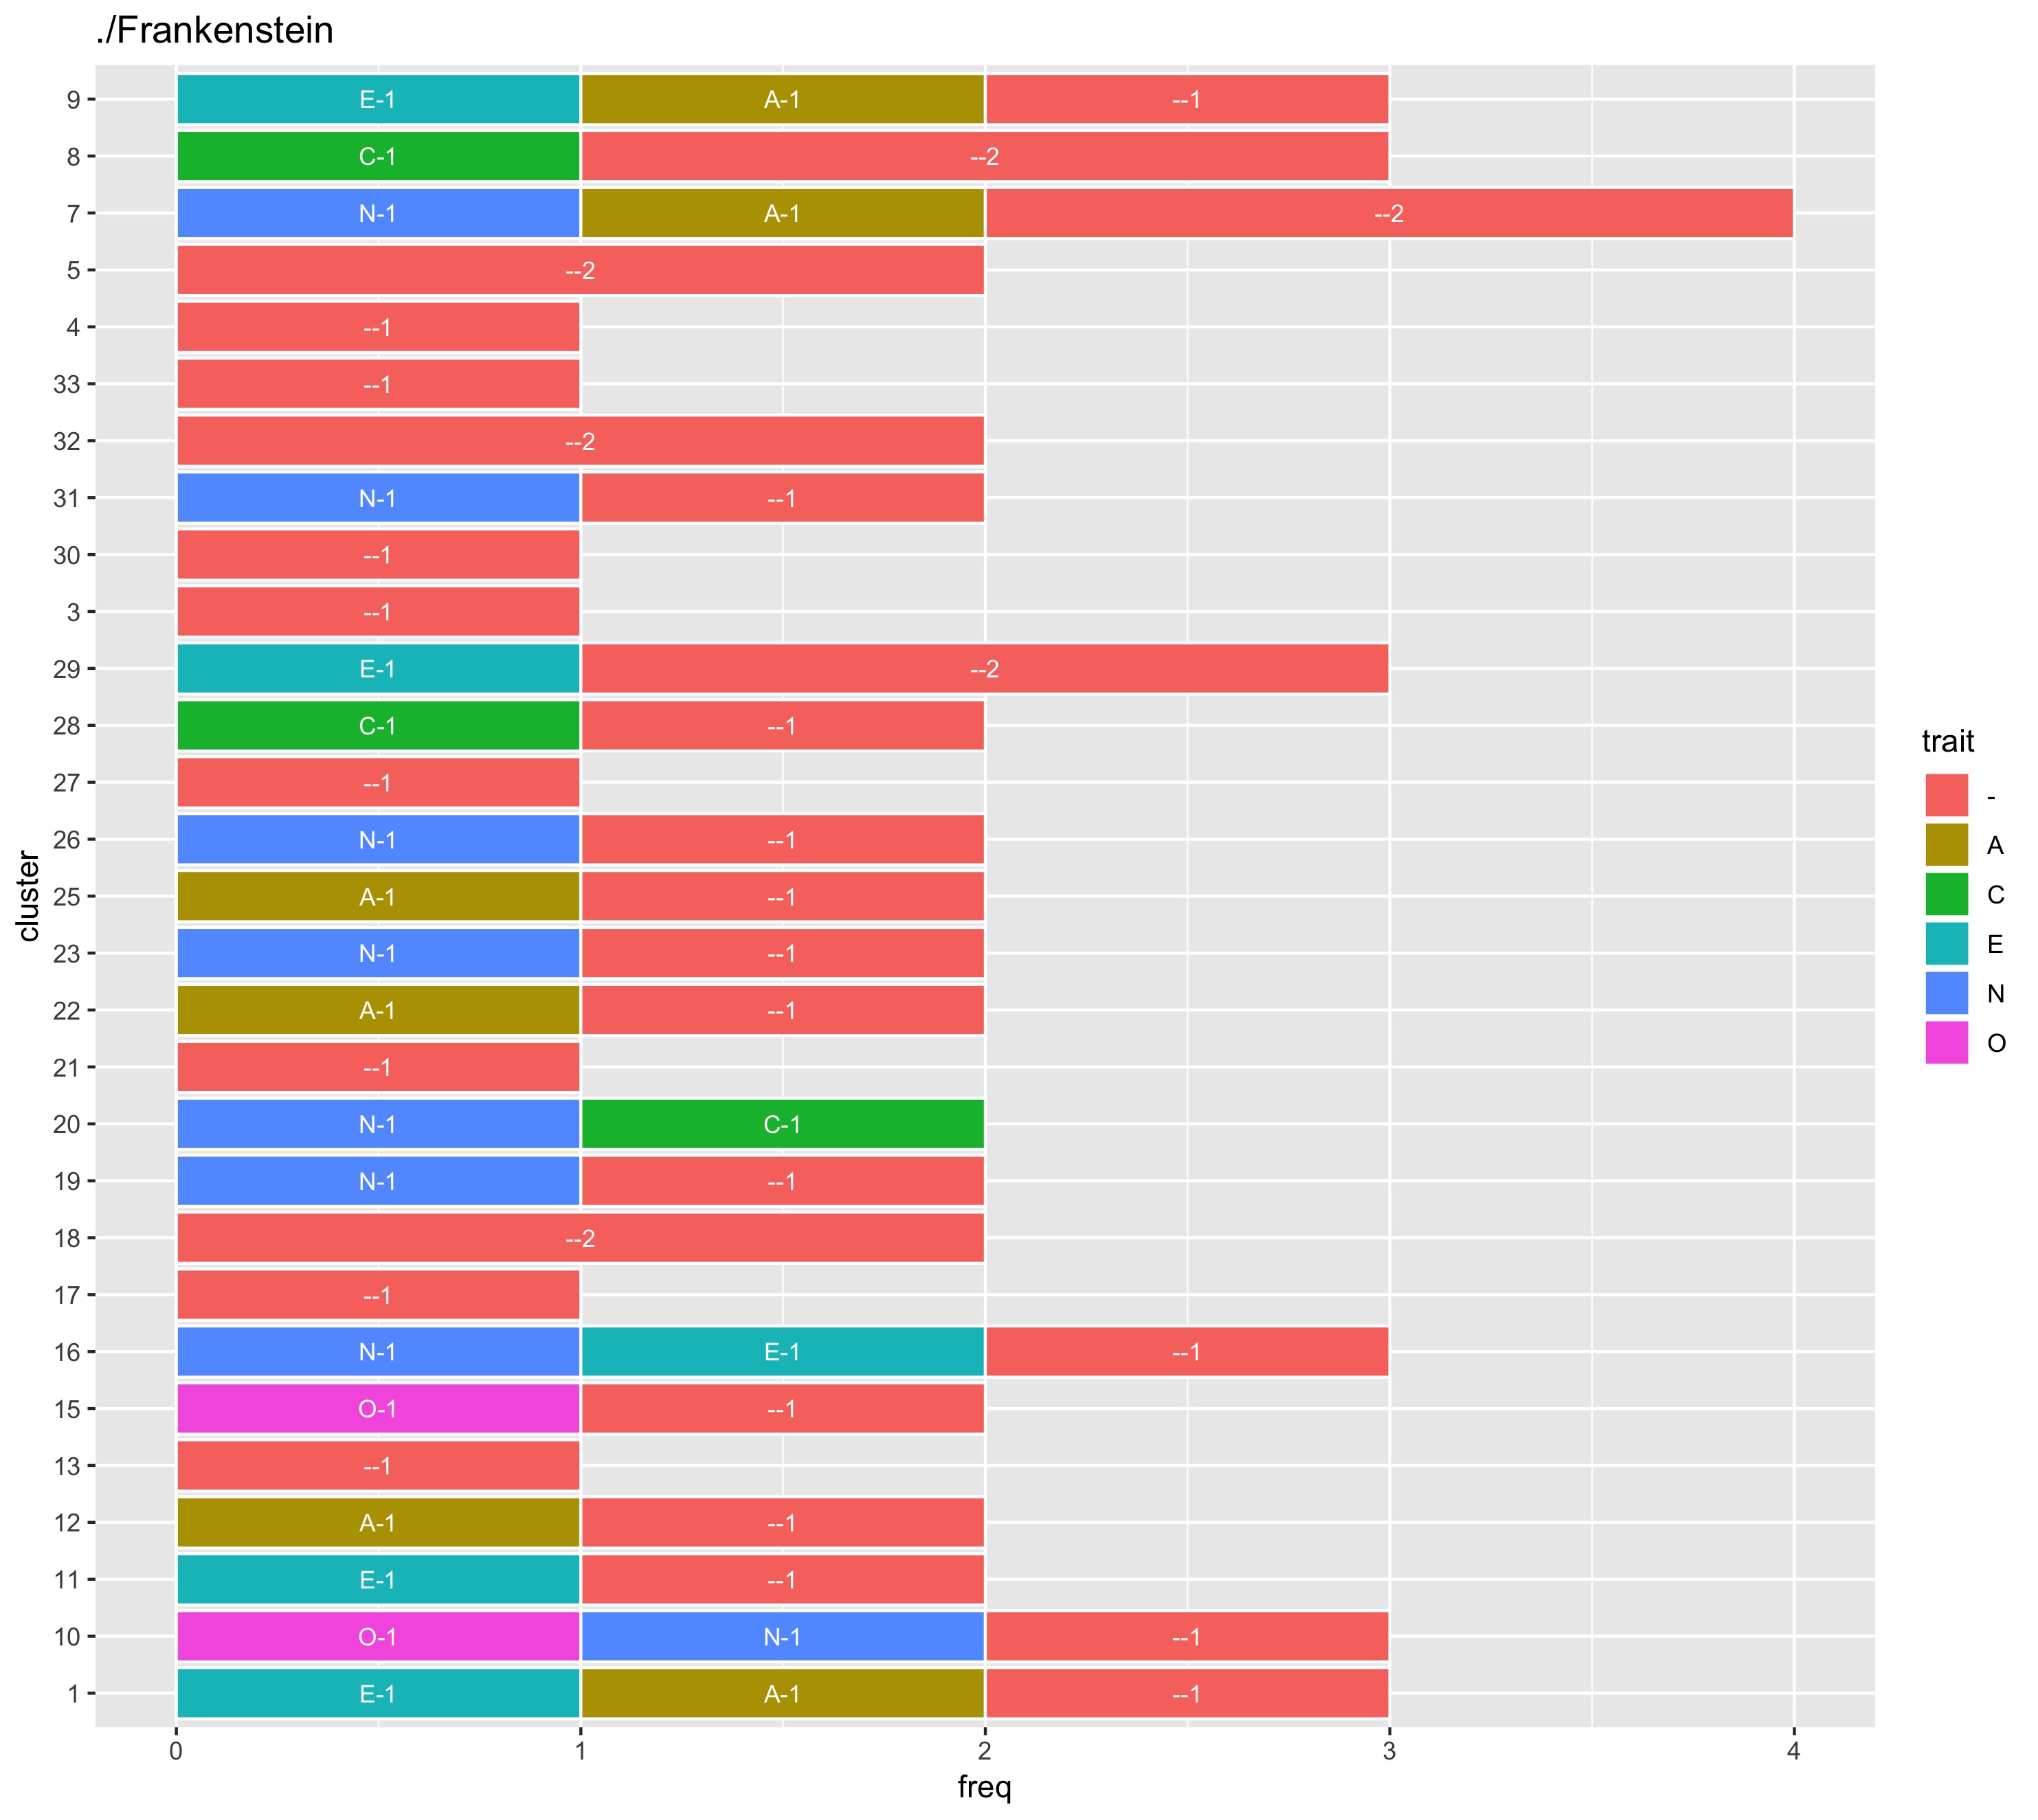 ./Frankenstein
9 E-1 A-1 --1
8 C-1 --2
7 N-1 A-1 --2
5 --2
4 --1
33 --1
32 --2
31 N-1 --1
30 --1
3 --1
29 E-1 --2
28 C-1 --1
27 --1
26 N-1 --1
25 A-1 --1
23 N-1 --1
22 A-1 --1
21 --1
20 N-1 C-1
19 N-1 --1
18 --2
17 --1
16 N-1 E-1 --1
15 O-1 --1
13 --1
12 A-1 --1
11 E-1 --1
10 O-1 N-1 --1
1 E-1 A-1 --1
0 1 2 3 4
freq
cluster
trait
-
A
C
E
N
O